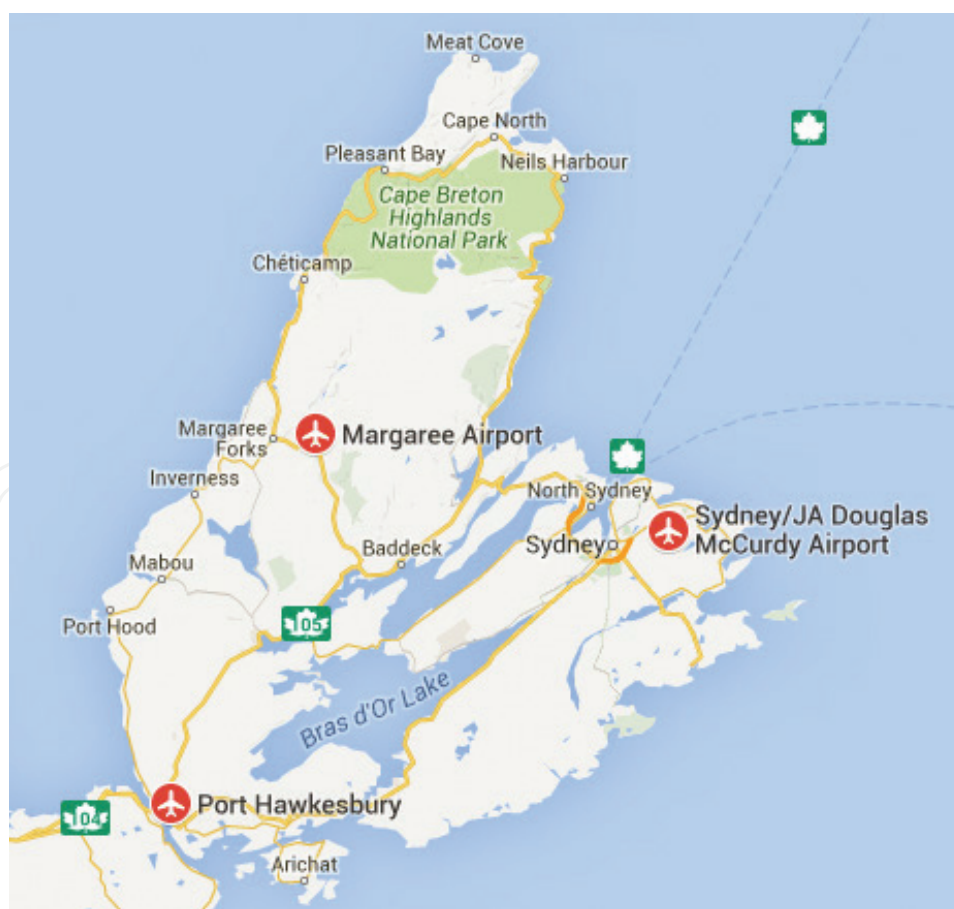 Meat Cove
Cape North
Pleasant Bay
Neils Harbour
Cape Breton
Highlands
National Park
Chéticamp
Margaree
Forks
Margaree Airport
Inverness
North Sydney
Sydney/JA Douglas
McCurdy Airport
Sydney
Baddeck
Mabou
105
Port Hood
Bras d'Or Lake
Port Hawkesbury
104
Arichat